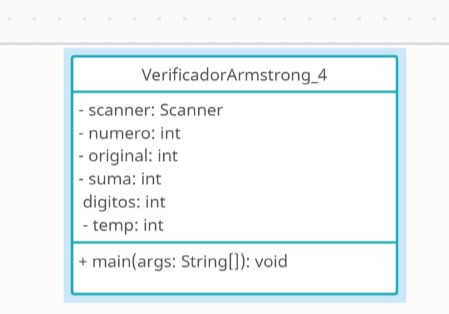 VerificadorArmstrong_4
- scanner: Scanner
- numero: int
- original: int
- suma: int
digitos: int
- temp: int
+ main(args: String[]): void